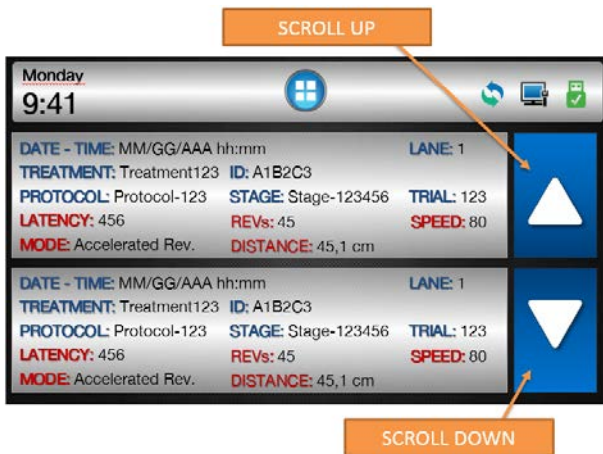 SCROLL UP
Monday
9:41
DATE - TIME: MM/GG/AAA hh:mm LANE: 1
TREATMENT: Treatment123 ID: A1B2C3
PROTOCOL: Protocol-123 STAGE: Stage-123456 TRIAL: 123
LATENCY: 456 REVs: 45 SPEED: 80
MODE: Accelerated Rev. DISTANCE: 45,1 cm
DATE - TIME: MM/GG/AAA hh:mm LANE: 1
TREATMENT: Treatment123 ID: A1B2C3
PROTOCOL: Protocol-123 STAGE: Stage-123456 TRIAL: 123
LATENCY: 456 REVs: 45 SPEED: 80
MODE: Accelerated Rev. DISTANCE: 45,1 cm
SCROLL DOWN